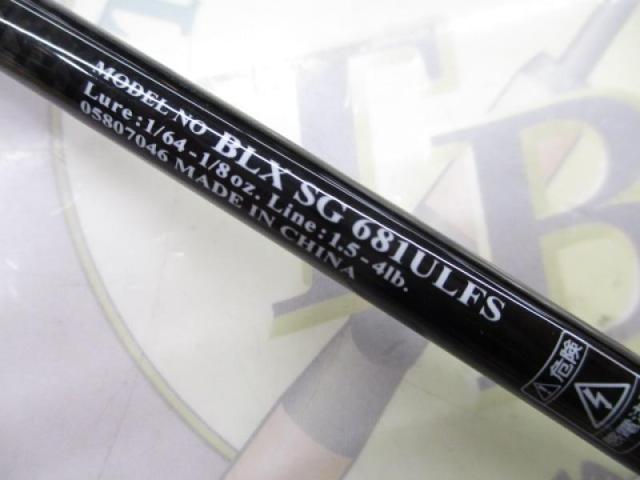 MODEL NO BLX SG 681ULFS
Lure:1/64-1/8oz. Line:1.5-4lb.
05807046 MADE IN CHINA
危険